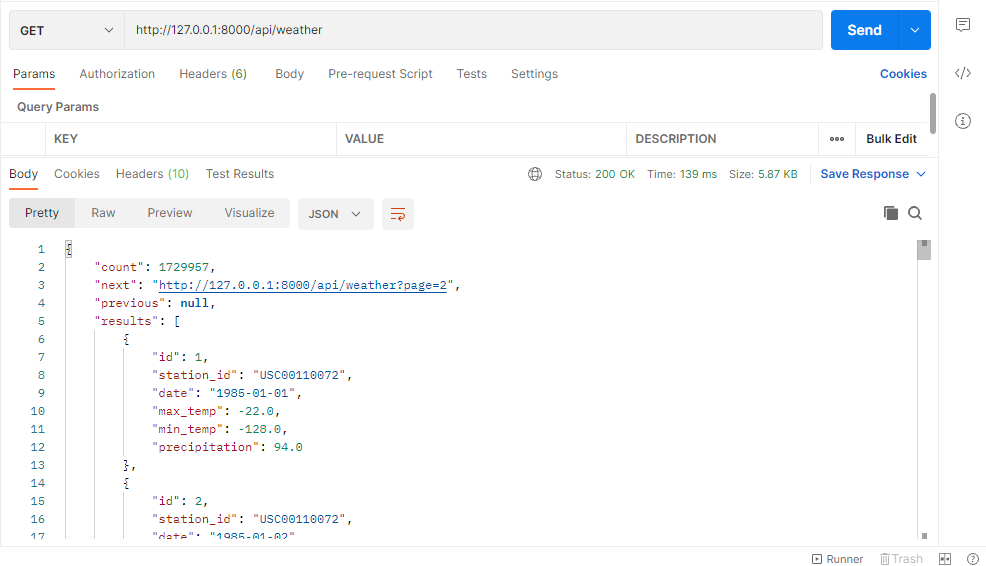 GET http://127.0.0.1:8000/api/weather Send
Params Authorization Headers (6) Body Pre-request Script Tests Settings Cookies
Query Params
KEY VALUE DESCRIPTION Bulk Edit
Body Cookies Headers (10) Test Results Status: 200 OK Time: 139 ms Size: 5.87 KB Save Response
Pretty Raw Preview Visualize JSON
1 {
2 "count": 1729957,
3 "next": "http://127.0.0.1:8000/api/weather?page=2",
4 "previous": null,
5 "results": [
6 {
7 "id": 1,
8 "station_id": "USC00110072",
9 "date": "1985-01-01",
10 "max_temp": -22.0,
11 "min_temp": -128.0,
12 "precipitation": 94.0
13 },
14 {
15 "id": 2,
16 "station_id": "USC00110072",
17 "date": "1985-01-02"
Runner Trash